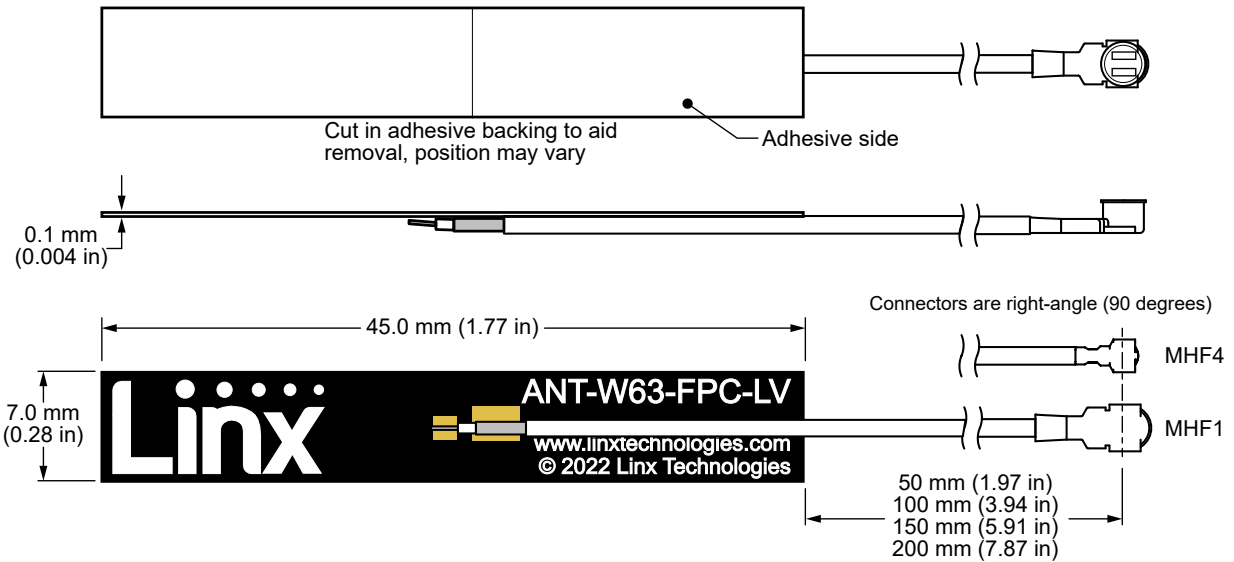 Cut in adhesive backing to aid
removal, position may vary
Adhesive side
0.1 mm
(0.004 in)
Connectors are right-angle (90 degrees)
45.0 mm (1.77 in)
MHF4
7.0 mm
(0.28 in)
Linx
ANT-W63-FPC-LV
www.linxtechnologies.com
© 2022 Linx Technologies
MHF1
50 mm (1.97 in)
100 mm (3.94 in)
150 mm (5.91 in)
200 mm (7.87 in)